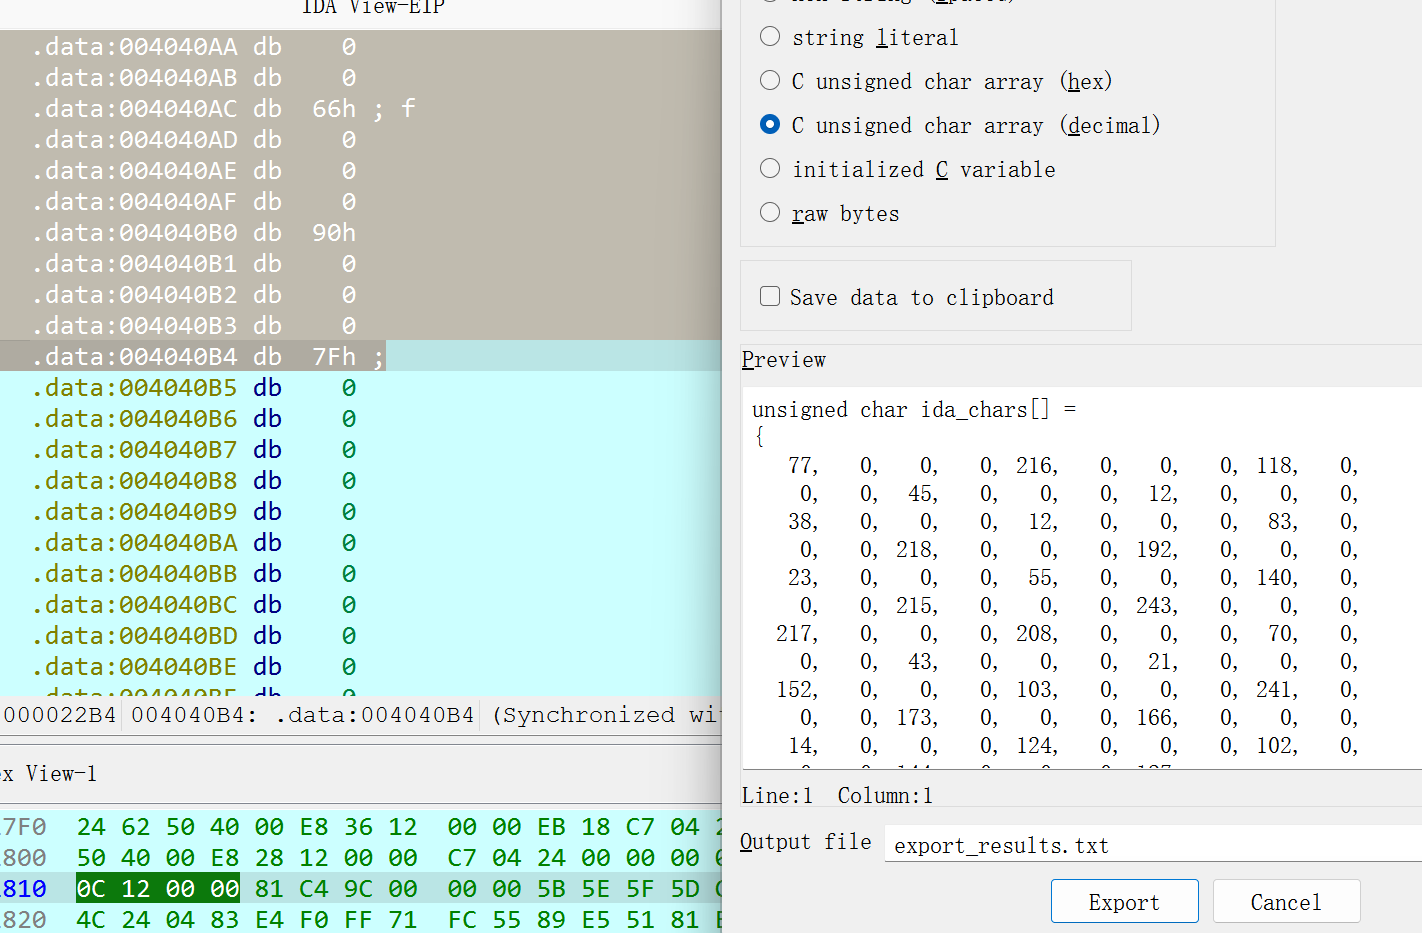 IDA View-EIP
.data:004040AA db 0
.data:004040AB db 0
.data:004040AC db 66h ; f
.data:004040AD db 0
.data:004040AE db 0
.data:004040AF db 0
.data:004040B0 db 90h
.data:004040B1 db 0
.data:004040B2 db 0
.data:004040B3 db 0
.data:004040B4 db 7Fh ;
.data:004040B5 db 0
.data:004040B6 db 0
.data:004040B7 db 0
.data:004040B8 db 0
.data:004040B9 db 0
.data:004040BA db 0
.data:004040BB db 0
.data:004040BC db 0
.data:004040BD db 0
.data:004040BE db 0
000022B4 004040B4: .data:004040B4 (Synchronized wi
ex View-1
7F0 24 62 50 40 00 E8 36 12 00 00 EB 18 C7 04 2
800 50 40 00 E8 28 12 00 00 C7 04 24 00 00 00 0
810 0C 12 00 00 81 C4 9C 00 00 00 5B 5E 5F 5D
820 4C 24 04 83 E4 F0 FF 71 FC 55 89 E5 51 81
string literal
C unsigned char array (hex)
C unsigned char array (decimal)
initialized C variable
raw bytes
Save data to clipboard
Preview
unsigned char ida_chars[] =
{
77, 0, 0, 0, 216, 0, 0, 0, 118, 0,
0, 0, 45, 0, 0, 0, 12, 0, 0, 0,
38, 0, 0, 0, 12, 0, 0, 0, 83, 0,
0, 0, 218, 0, 0, 0, 192, 0, 0, 0,
23, 0, 0, 0, 55, 0, 0, 0, 140, 0,
0, 0, 215, 0, 0, 0, 243, 0, 0, 0,
217, 0, 0, 0, 208, 0, 0, 0, 70, 0,
0, 0, 43, 0, 0, 0, 21, 0, 0, 0,
152, 0, 0, 0, 103, 0, 0, 0, 241, 0,
0, 0, 173, 0, 0, 0, 166, 0, 0, 0,
14, 0, 0, 0, 124, 0, 0, 0, 102, 0,
Line:1 Column:1
Output file export_results.txt
Export Cancel